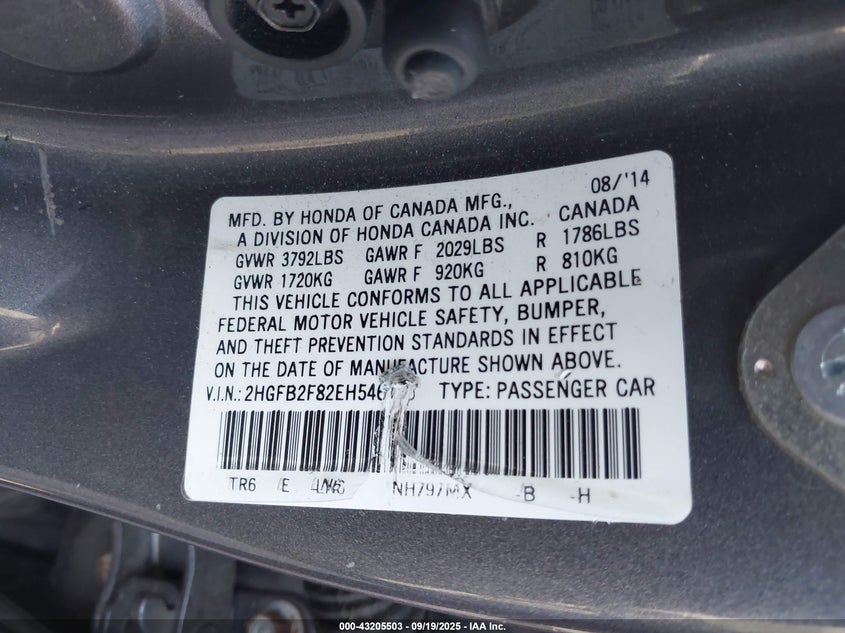 08/'14
MFD. BY HONDA OF CANADA MFG.,
A DIVISION OF HONDA CANADA INC. CANADA
GVWR 3792LBS GAWR F 2029LBS R 1786LBS
GVWR 1720KG GAWR F 920KG R 810KG
THIS VEHICLE CONFORMS TO ALL APPLICABLE
FEDERAL MOTOR VEHICLE SAFETY, BUMPER,
AND THEFT PREVENTION STANDARDS IN EFFECT
ON THE DATE OF MANUFACTURE SHOWN ABOVE.
V.I.N.: TYPE: PASSENGER CAR
TR6 E NH797MX -B -H
000-43205503 - 09/19/2025 - IAA Inc.